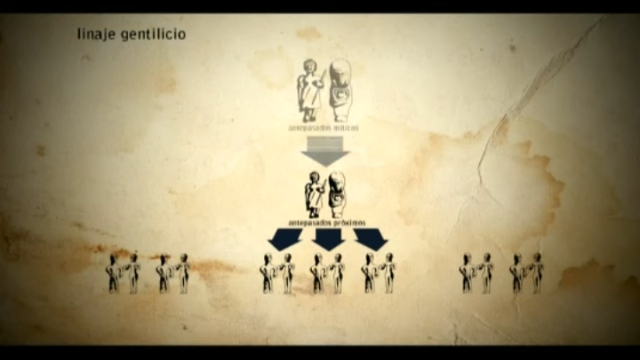 linaje gentilicio
antepasados míticos
antepasados próximos